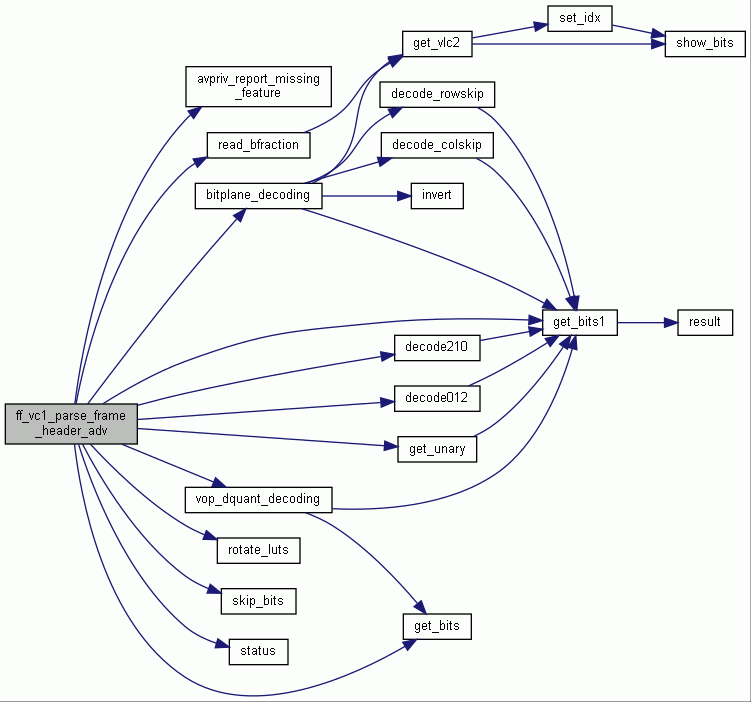 set_idx
get_vlc2
show_bits
avpriv_report_missing
_feature
decode_rowskip
read_bfraction
decode_colskip
bitplane_decoding
invert
get_bits1
result
decode210
decode012
ff_vc1_parse_frame
_header_adv
get_unary
vop_dquant_decoding
rotate_luts
skip_bits
get_bits
status